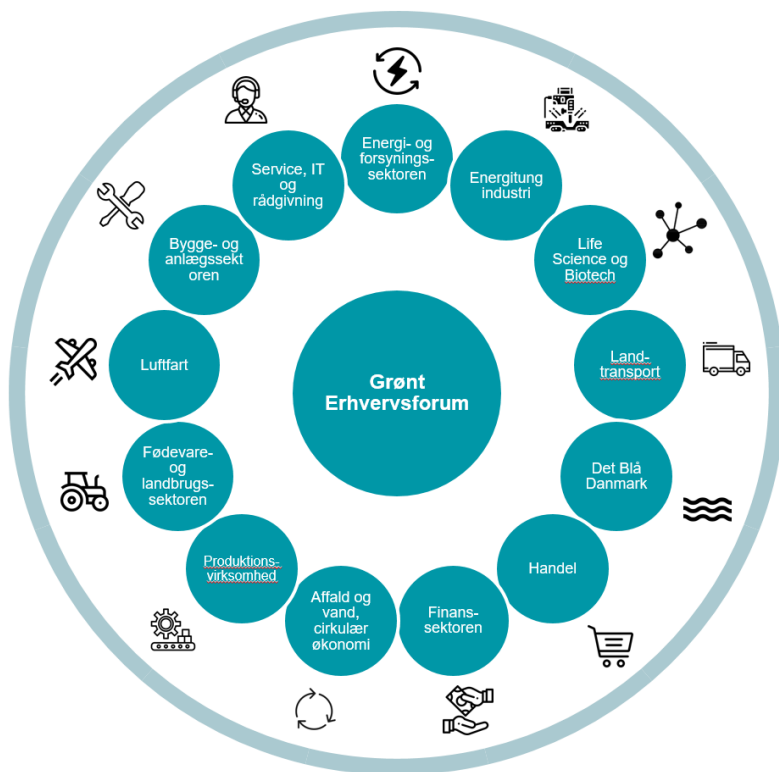 Energi- og
forsynings-
sektoren
Energitung
industri
Life
Science og
Biotech
Land-
transport
Det Blå
Danmark
Handel
Finans-
sektoren
Affald og
vand,
cirkulær
økonomi
Produktions-
virksomhed
Fødevare-
og
landbrugs-
sektoren
Luftfart
Bygge- og
anlægssekt
oren
Service, IT
og
rådgivning
Grønt
Erhvervsforum